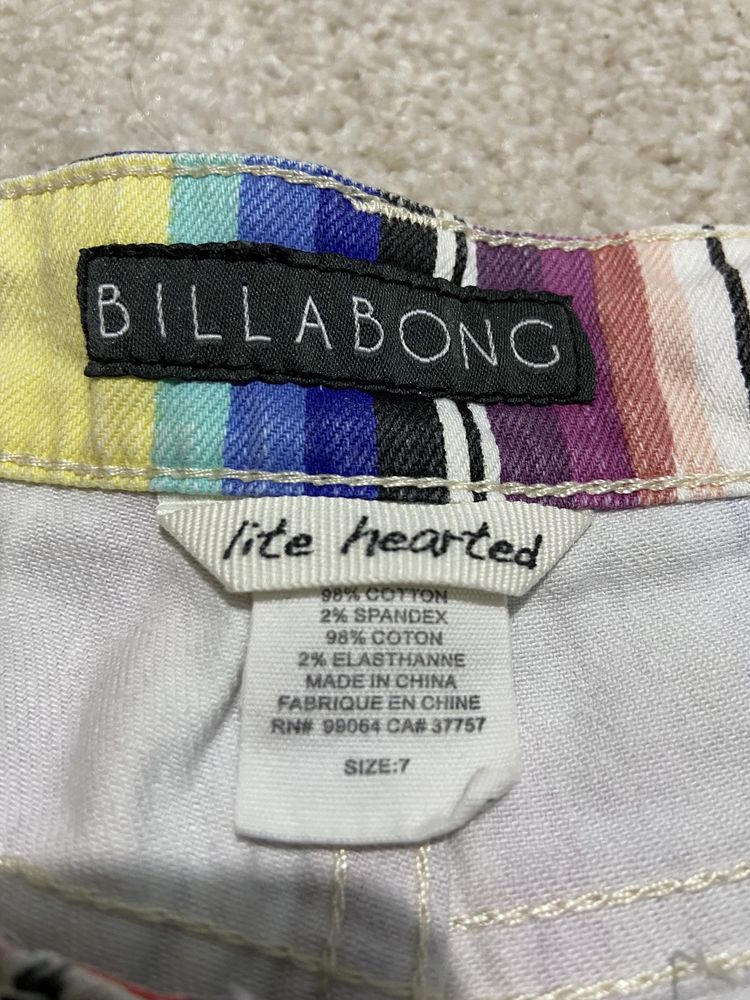 BILLABONG
lite hearted
98% COTTON
2% SPANDEX
98% COTON
2% ELASTHANNE
MADE IN CHINA
FABRIQUE EN CHINE
RN# 99064 CA# 37757
SIZE:7